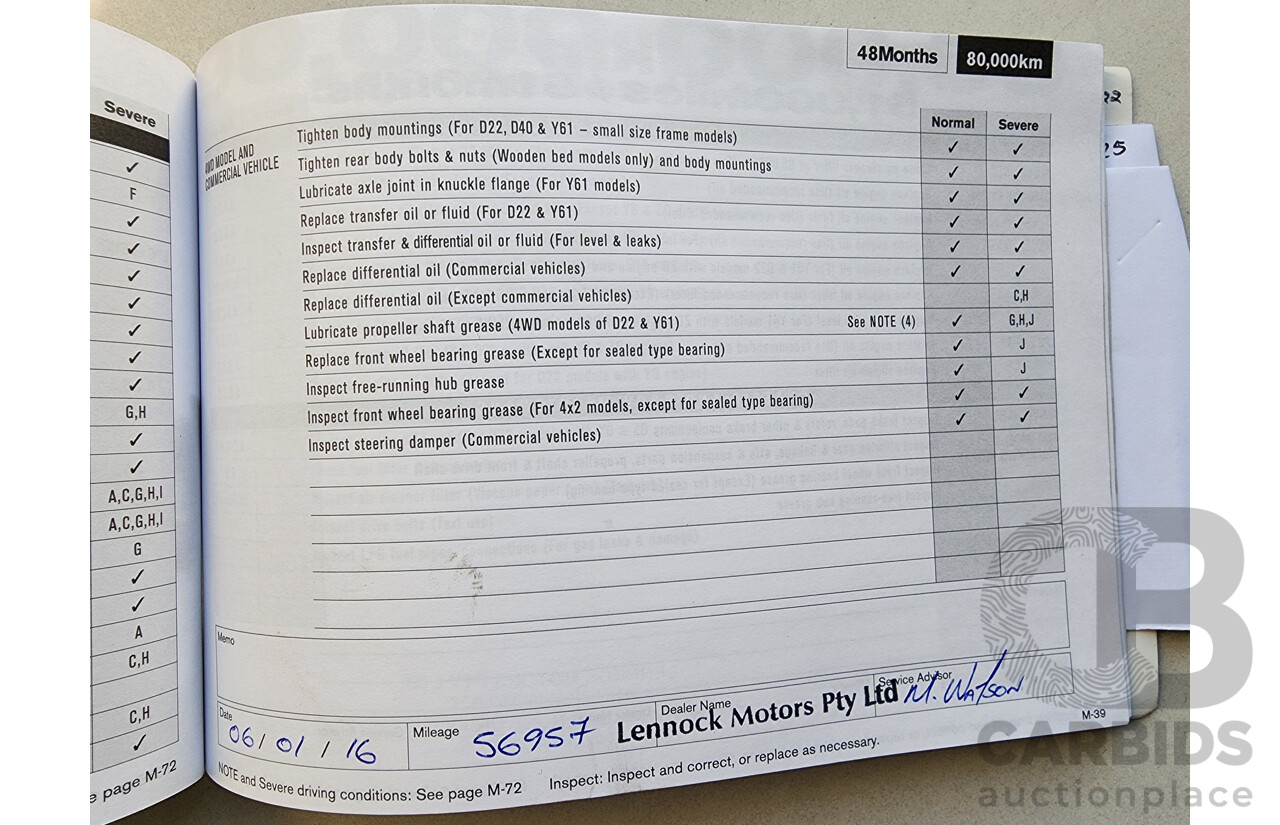 48Months 80,000km
Severe
✓
F
✓
✓
✓
✓
✓
✓
✓
G,H
✓
✓
A,C,G,H,I
A,C,G,H,I
G
✓
✓
A
C,H
C,H
✓
page M-72
Normal Severe
4WD MODEL AND
COMMERCIAL VEHICLE
Tighten body mountings (For D22, D40 & Y61 – small size frame models) ✓ ✓
Tighten rear body bolts & nuts (Wooden bed models only) and body mountings ✓ ✓
Lubricate axle joint in knuckle flange (For Y61 models) ✓ ✓
Replace transfer oil or fluid (For D22 & Y61) ✓ ✓
Inspect transfer & differential oil or fluid (For level & leaks) ✓ ✓
Replace differential oil (Commercial vehicles) ✓ ✓
Replace differential oil (Except commercial vehicles) C,H
Lubricate propeller shaft grease (4WD models of D22 & Y61) See NOTE (4) ✓ G,H,J
Replace front wheel bearing grease (Except for sealed type bearing) ✓ J
Inspect free-running hub grease ✓ J
Inspect front wheel bearing grease (For 4x2 models, except for sealed type bearing) ✓ ✓
Inspect steering damper (Commercial vehicles) ✓ ✓
Memo
Date Mileage Dealer Name Service Advisor
06/01/16 56957 Lennock Motors Pty Ltd M. Watson
M-39
NOTE and Severe driving conditions: See page M-72 Inspect: Inspect and correct, or replace as necessary.
22
25
CB
CARBIDS
auctionplace